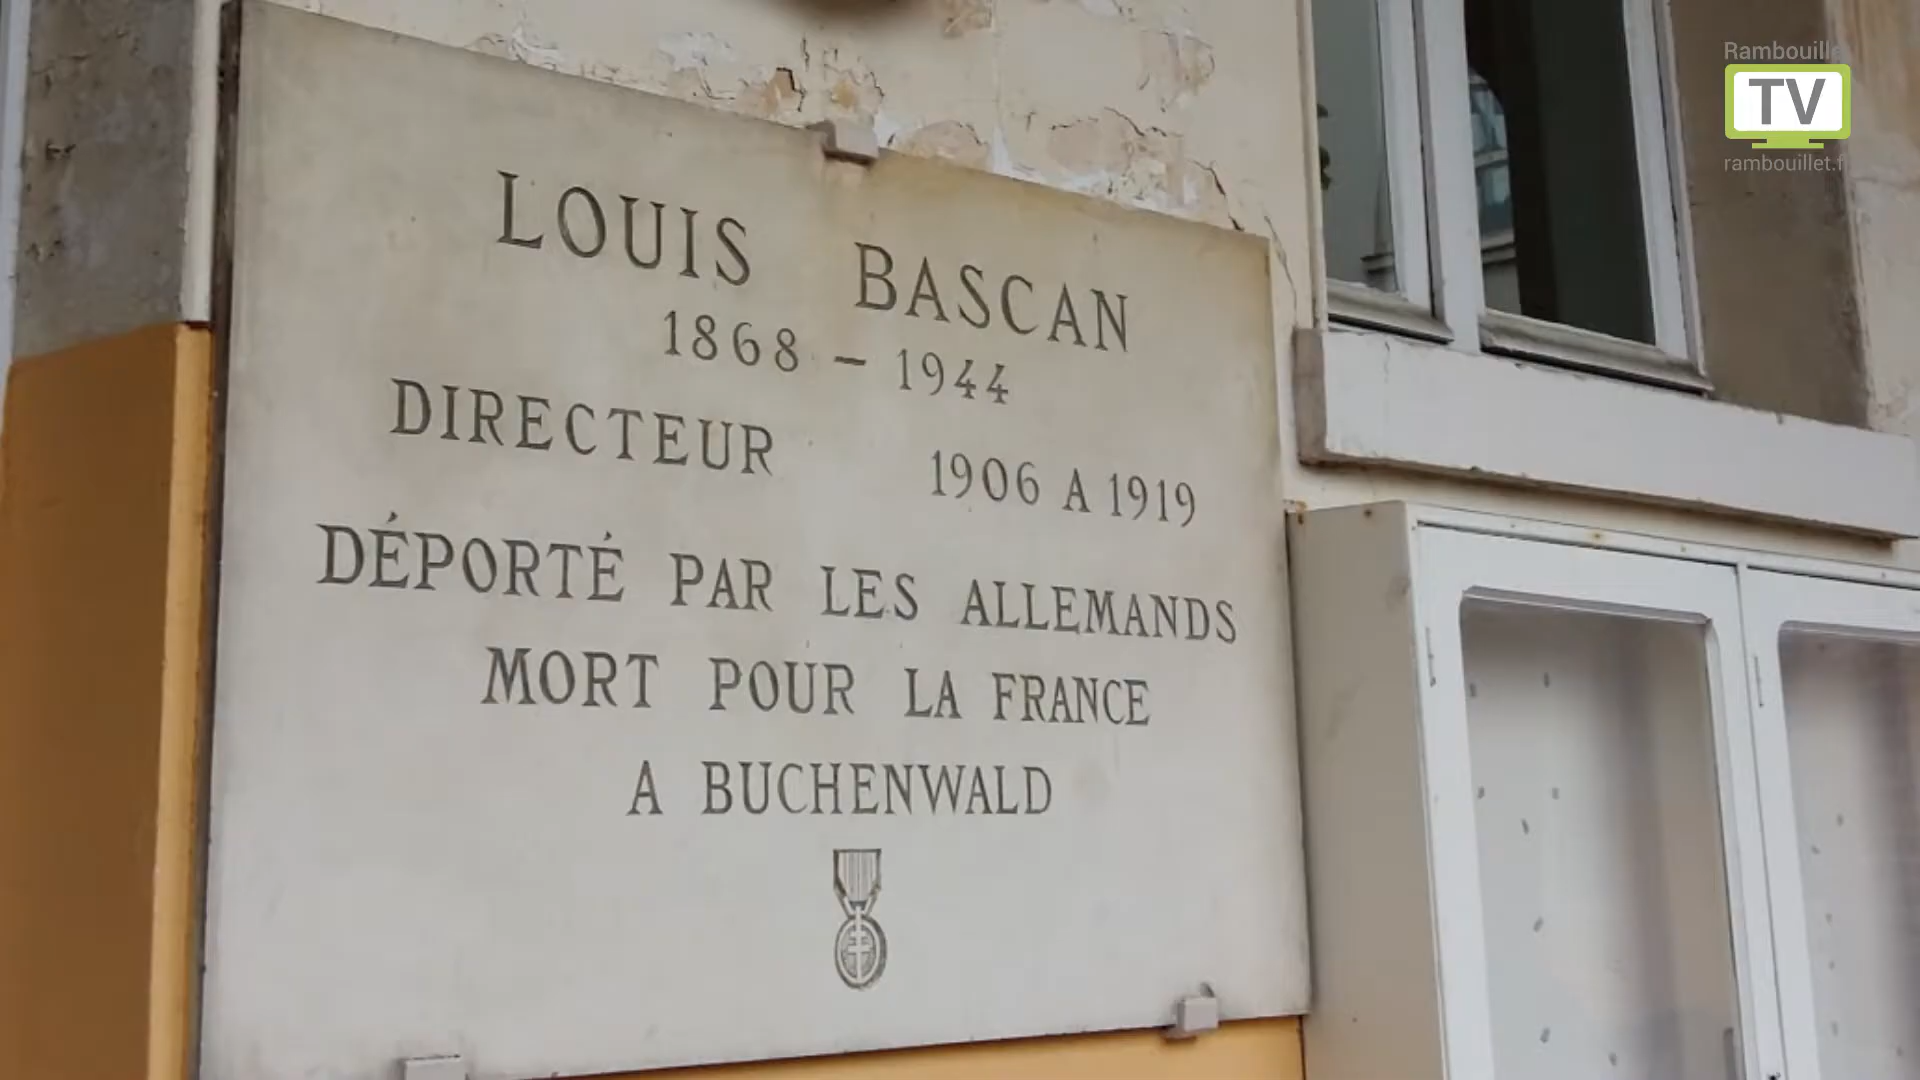 LOUIS BASCAN
1868 – 1944
DIRECTEUR 1906 A 1919
DÉPORTÉ PAR LES ALLEMANDS
MORT POUR LA FRANCE
A BUCHENWALD
Rambouillet
TV
rambouillet.f